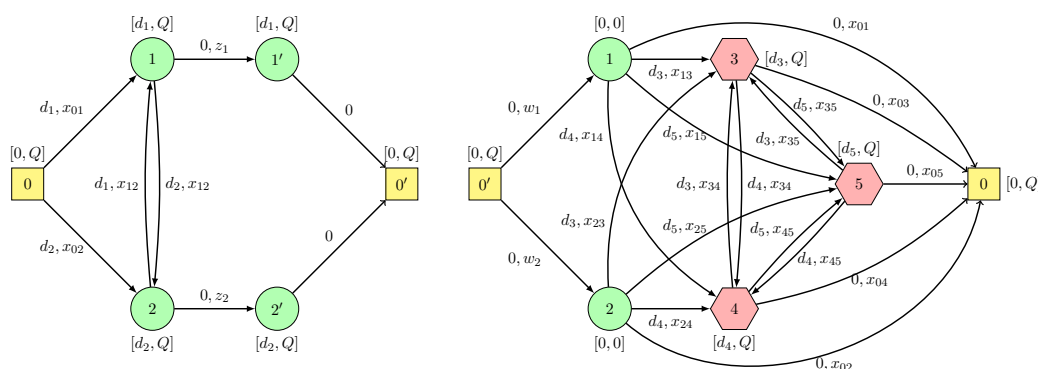 [d₁, Q]
[d₁, Q]
1
0, z₁
1′
d₁, x₀₁
0
[0, Q]
0
d₁, x₁₂
d₂, x₁₂
[0, Q]
0′
d₂, x₀₂
0
2
0, z₂
2′
[d₂, Q]
[d₂, Q]
[0, 0]
0, x₀₁
1
d₃, x₁₃
3
[d₃, Q]
0, w₁
d₄, x₁₄
d₅, x₁₅
d₅, x₃₅
0, x₀₃
d₃, x₃₅
[0, Q]
0′
d₃, x₃₄
d₄, x₃₄
[d₅, Q]
5
0, x₀₅
0
[0, Q
d₃, x₂₃
d₅, x₂₅
d₅, x₄₅
0, w₂
d₄, x₄₅
0, x₀₄
2
d₄, x₂₄
4
[0, 0]
[d₄, Q]
0, x₀₂